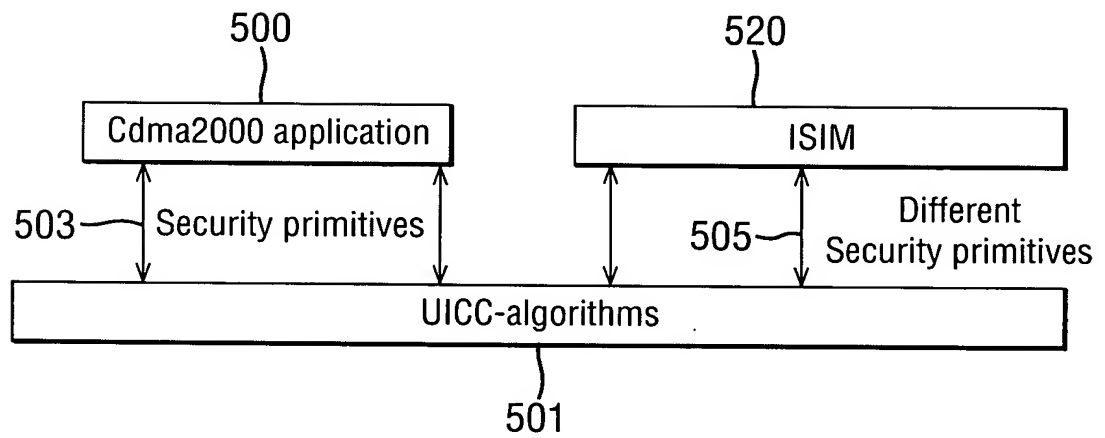 500
520
Cdma2000 application
ISIM
503
Security primitives
505
Different
Security primitives
UICC-algorithms
501